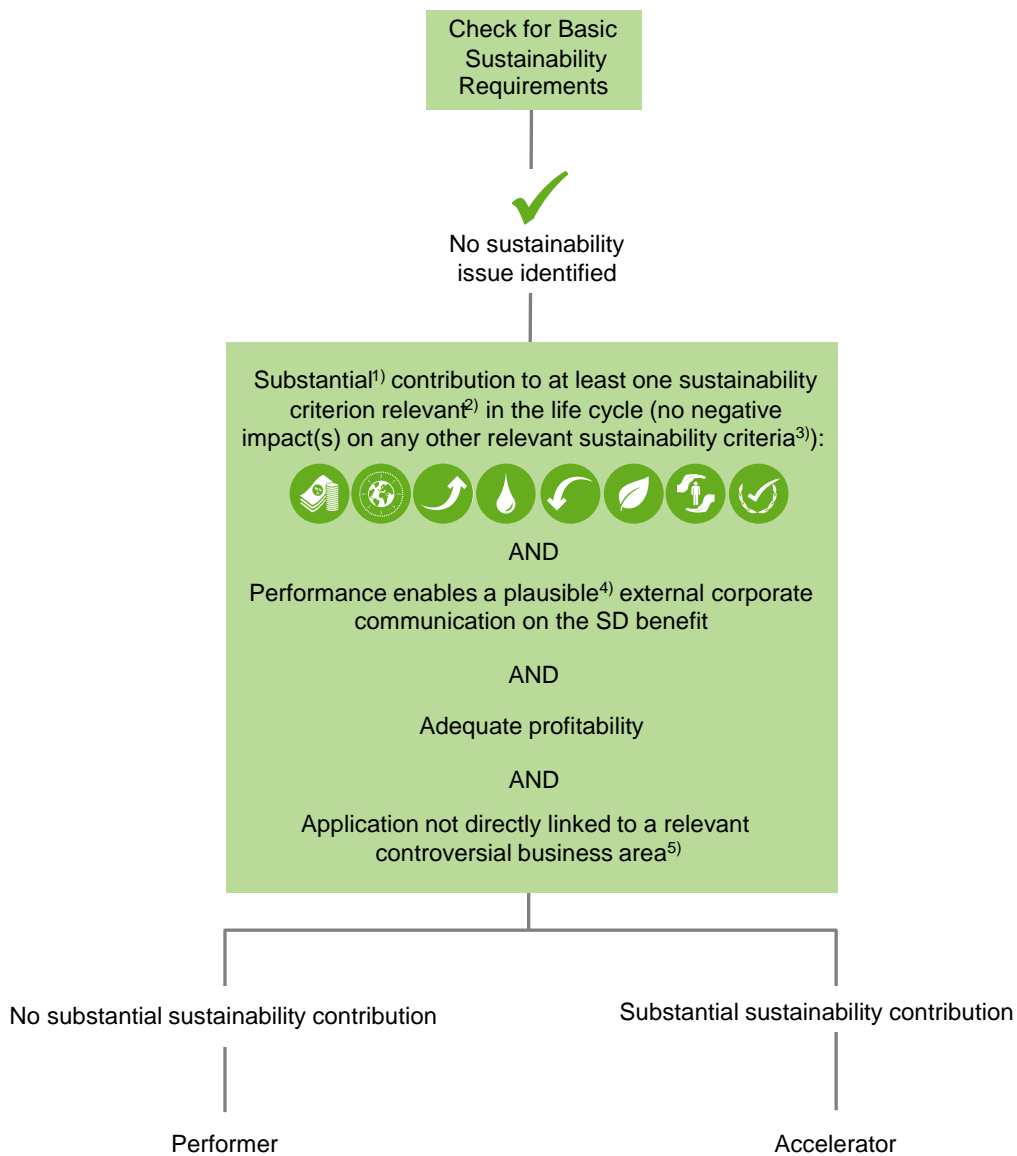 Check for Basic
Sustainability
Requirements
No sustainability
issue identified
Substantial1) contribution to at least one sustainability
criterion relevant2) in the life cycle (no negative
impact(s) on any other relevant sustainability criteria3)):
AND
Performance enables a plausible4) external corporate
communication on the SD benefit
AND
Adequate profitability
AND
Application not directly linked to a relevant
controversial business area5)
No substantial sustainability contribution
Substantial sustainability contribution
Performer
Accelerator